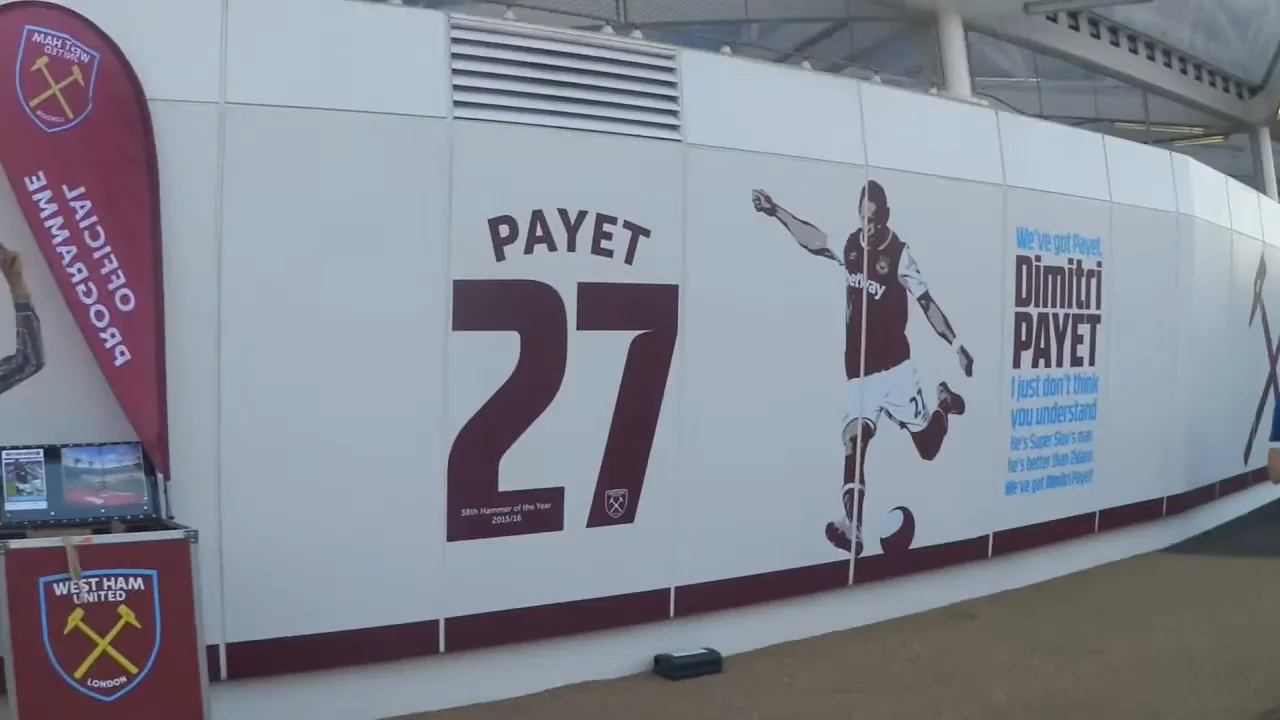 WEST HAM
UNITED
LONDON
OFFICIAL
PROGRAMME
WEST HAM
UNITED
LONDON
PAYET
27
58th Hammer of the Year
2015/16
betway
27
We've got Payet,
Dimitri
PAYET
I just don't think
you understand
He's Super Slav's man
he's better than Zidane
We've got Dimitri Payet!